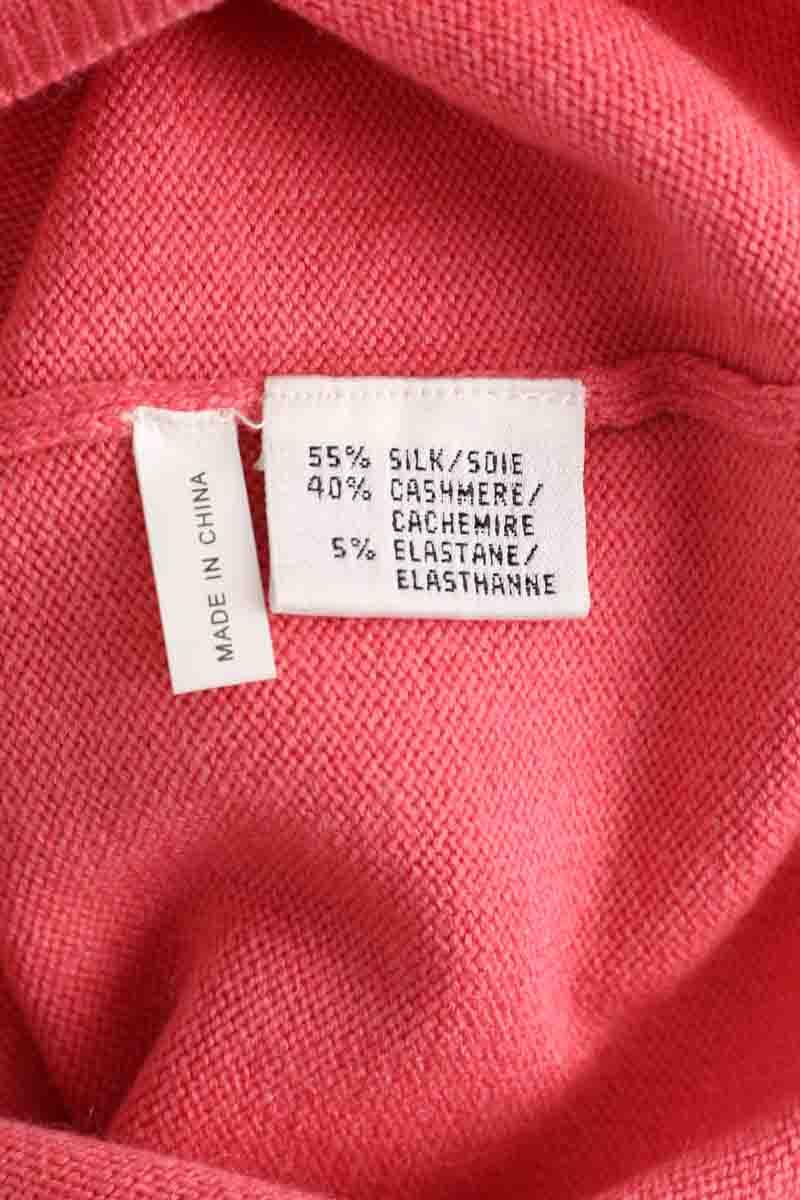 55% SILK/SOIE
40% CASHMERE/
CACHEMIRE
5% ELASTANE/
ELASTHANNE
MADE IN CHINA